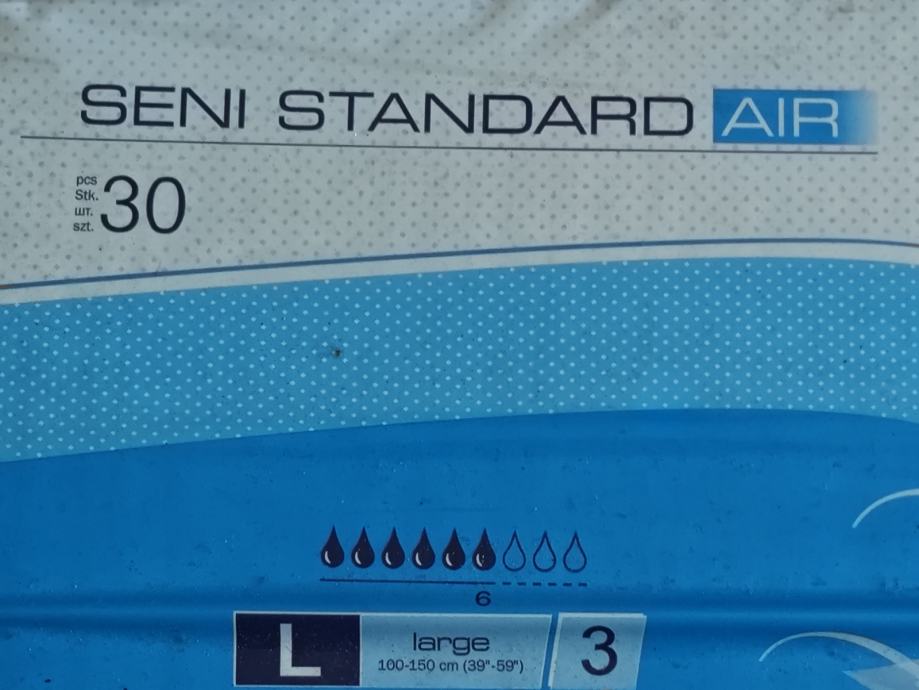 SENI STANDARD AIR
pcs
Stk.
шт.
szt.
30
6
L large 3
100-150 cm (39"-59")